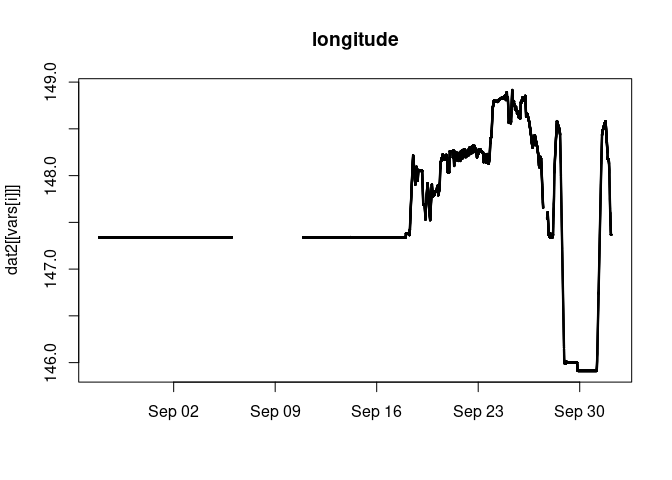 longitude
dat2[[vars[i]]]
149.0
148.0
147.0
146.0
Sep 02
Sep 09
Sep 16
Sep 23
Sep 30